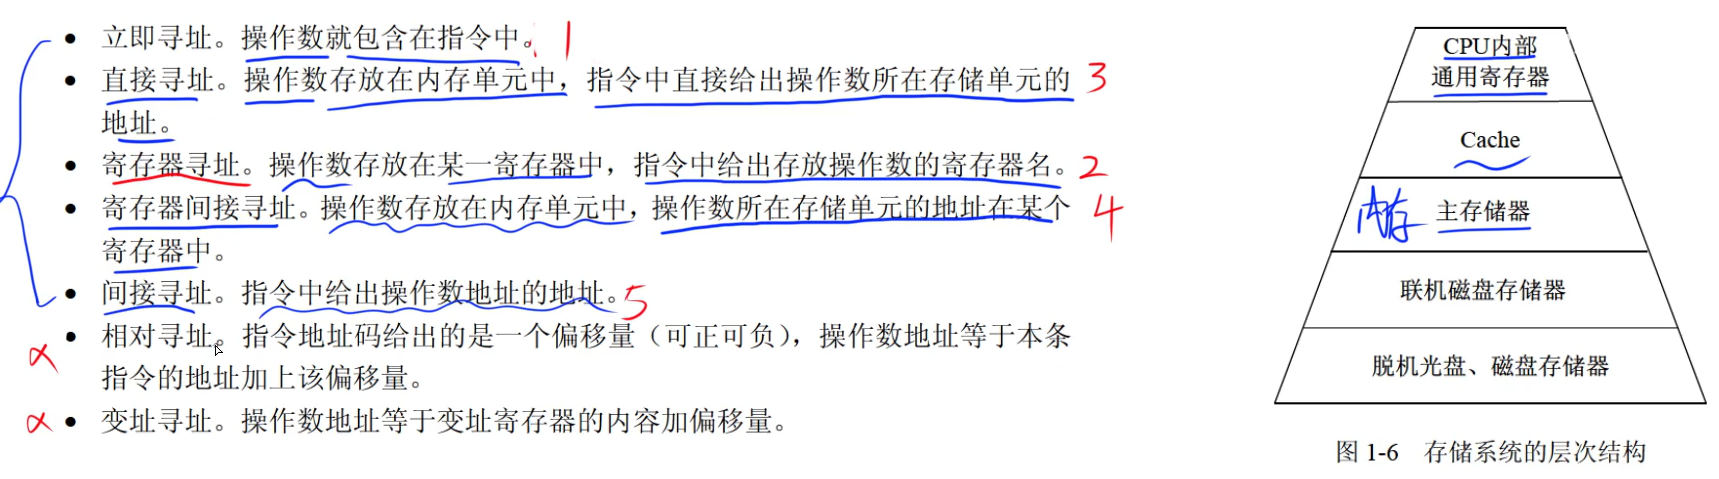 立即寻址。操作数就包含在指令中。 1
直接寻址。操作数存放在内存单元中，指令中直接给出操作数所在存储单元的 3
地址。
寄存器寻址。操作数存放在某一寄存器中，指令中给出存放操作数的寄存器名。 2
寄存器间接寻址。操作数存放在内存单元中，操作数所在存储单元的地址在某个 4
寄存器中。
间接寻址。指令中给出操作数地址的地址。 5
相对寻址。指令地址码给出的是一个偏移量（可正可负），操作数地址等于本条
指令的地址加上该偏移量。
变址寻址。操作数地址等于变址寄存器的内容加偏移量。
CPU内部
通用寄存器
Cache
内存 主存储器
联机磁盘存储器
脱机光盘、磁盘存储器
图 1-6 存储系统的层次结构